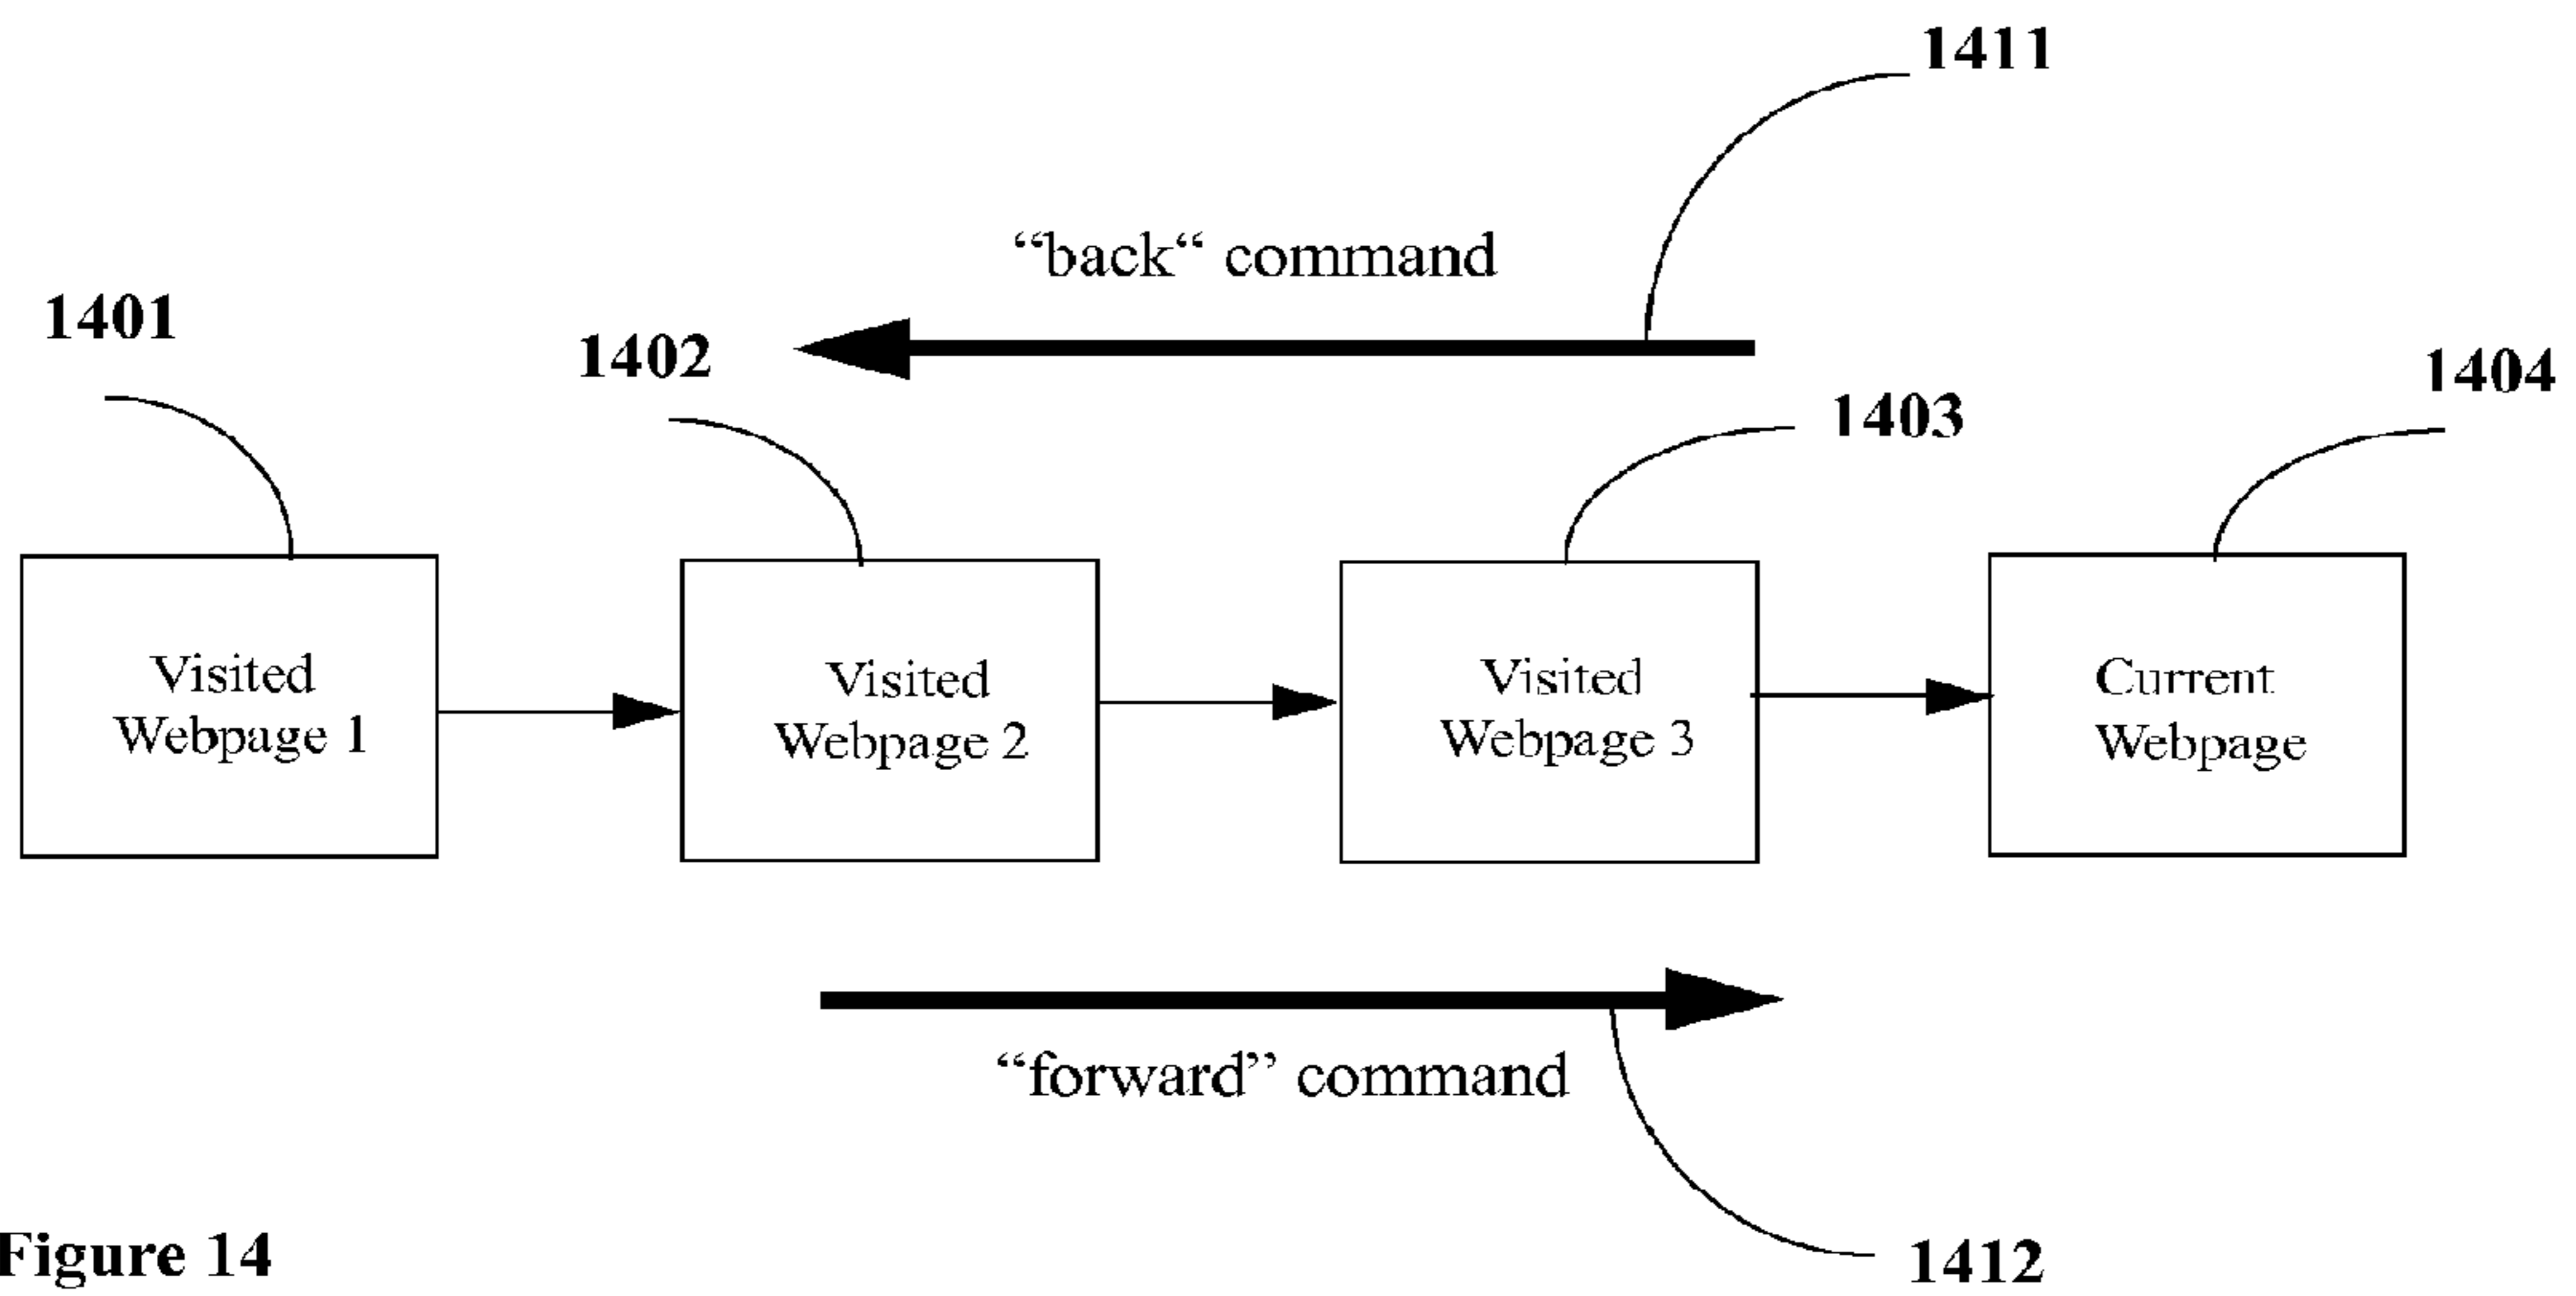 1411
“back“ command
1401
1402
1403
1404
Visited
Webpage 1
Visited
Webpage 2
Visited
Webpage 3
Current
Webpage
“forward” command
1412
Figure 14